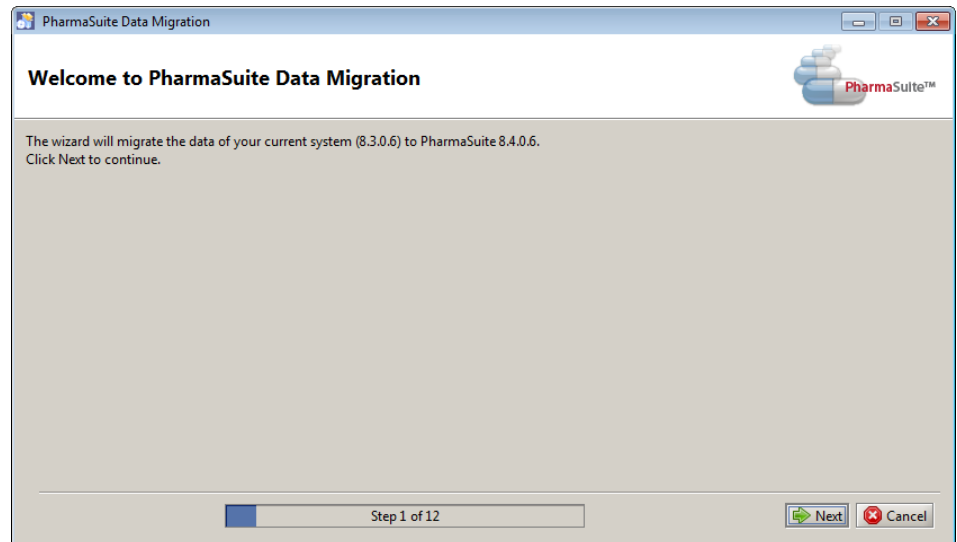 PharmaSuite Data Migration
Welcome to PharmaSuite Data Migration
PharmaSuite™
The wizard will migrate the data of your current system (8.3.0.6) to PharmaSuite 8.4.0.6.
Click Next to continue.
Step 1 of 12
Next
Cancel